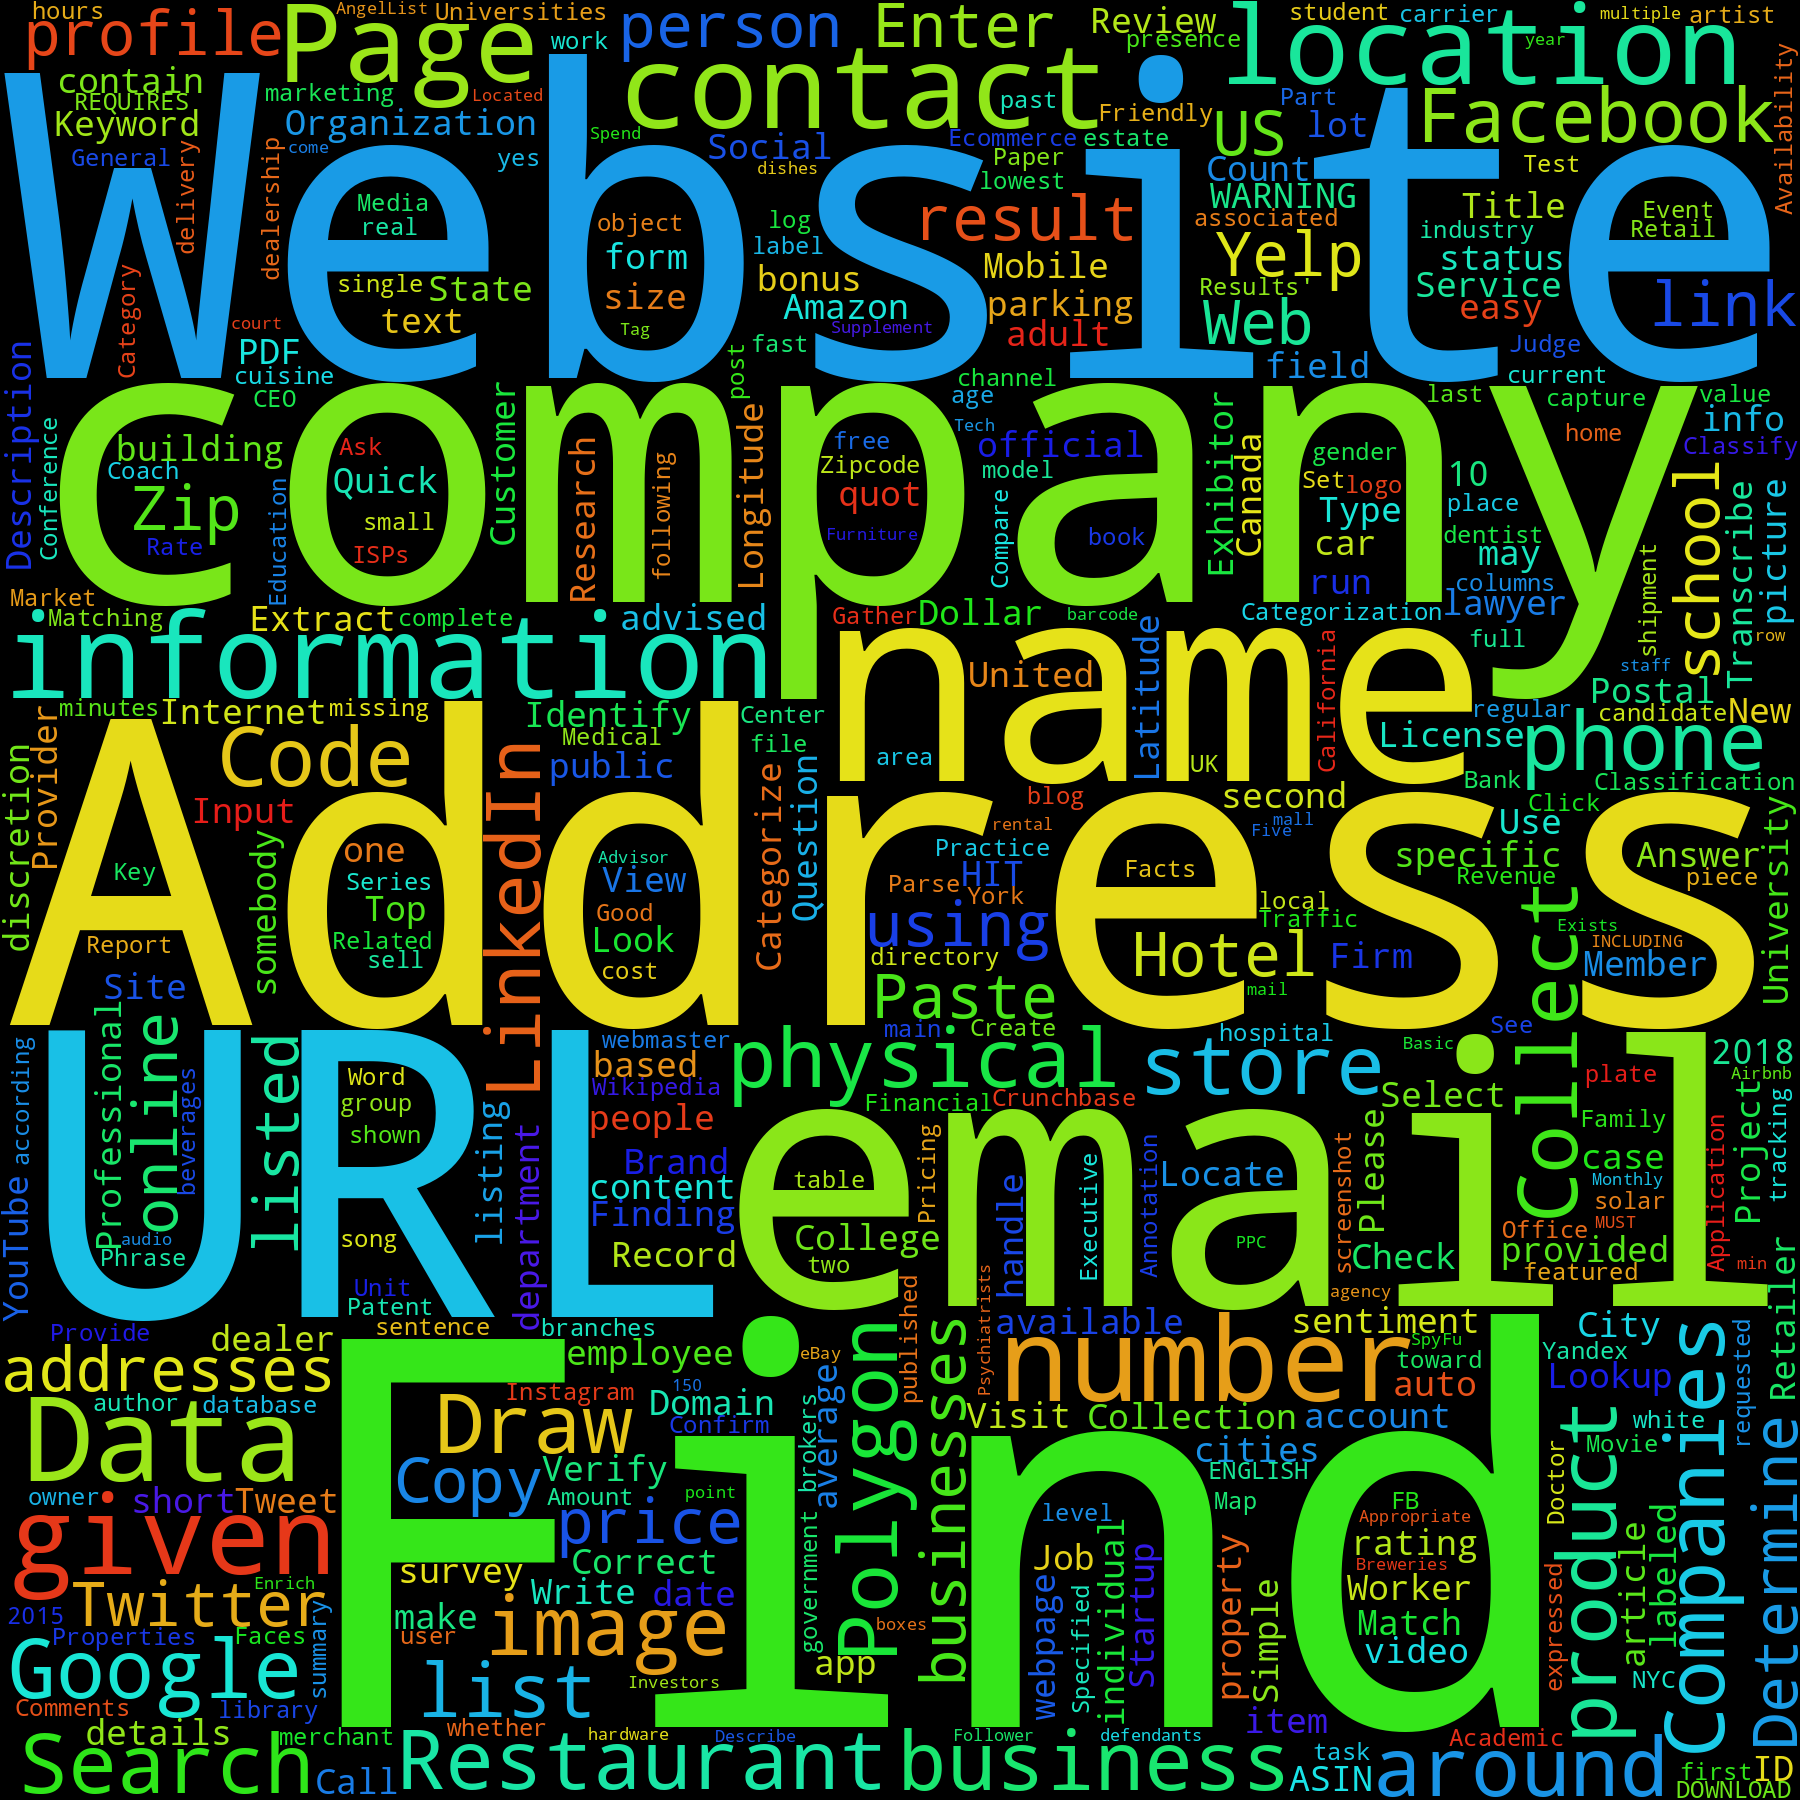 hours
AngelList
Universities
profile
Page
work
person
Enter
Review
presence
location
student
carrier
multiple
artist
year
contain
REQUIRES
Keyword
General
marketing
Located
Organization
come
yes
Spend
contact
past
Friendly
Part
lot
Facebook
Availability
Website
Social
dishes
Ecommerce
estate
Paper
lowest
US
Count
WARNING
associated
Test
Title
Event
Retail
industry
status
Service
easy
link
delivery
dealership
Category
court
Media
real
single
State
text
object
form
size
Tag
log
label
bonus
Amazon
Supplement
result
Mobile
parking
adult
Yelp
Results'
Web
field
Judge
Description
PDF
cuisine
CEO
Customer
post
fast
channel
age
Tech
official
model
current
capture
last
value
info
Classify
home
company
Conference
building
Coach
Zip
Rate
Education
Ask
Quick
small
ISPs
Research
following
Longitude
free
Zipcode
quot
Furniture
Compare
book
Exhibitor
Canada
gender
Set
logo
Type
car
run
10
place
dentist
may
columns
lawyer
school
Transcribe
picture
Market
Matching
Extract
complete
advised
Gather
Dollar
barcode
Latitude
Categorization
California
full
shipment
row
staff
information
name
United
Postal
regular
candidate
New
minutes
Internet
missing
Identify
Center
Medical
file
public
area
UK
License
phone
discretion
Provider
Code
Input
LinkedIn
Categorize
Question
blog
second
Bank
Classification
Click
Address
somebody
Key
one
Series
Top
Related
sell
Report
Advisor
View
Good
Look
cost
rental
Practice
Five
mall
Parse
HIT
York
Facts
local
Traffic
Use
specific
Revenue
Answer
piece
University
using
directory
Hotel
Firm
Collect
Exists
INCLUDING
Member
Site
Paste
mail
Professional
online
listed
webmaster
based
main
Create
hospital
See
Basic
2018
Airbnb
URL
YouTube
according
beverages
Word
group
shown
listing
department
Wikipedia
people
physical
Financial
Crunchbase
store
Select
plate
Family
Project
tracking
Brand
content
Finding
Record
email
table
College
two
Pricing
handle
Executive
Annotation
Locate
PPC
screenshot
Please
Check
case
Monthly
solar
Office
MUST
provided
featured
Application
min
audio
Phrase
song
Unit
Patent
Provide
dealer
sentence
branches
employee
eBay
published
Psychiatrists
available
agency
sentiment
SpyFu
toward
City
Yandex
Lookup
requested
Retailer
addresses
author
database
Data
Draw
Instagram
150
Domain
Confirm
average
Polygon
businesses
number
Visit
Collection
account
auto
cities
white
Movie
Companies
Determine
Find
owner
short
Tweet
Copy
Verify
Amount
point
brokers
price
ENGLISH
Map
level
FB
Appropriate
rating
Breweries
Doctor
product
given
Twitter
Enrich
2015
Properties
Faces
summary
survey
make
user
Correct
Write
date
government
boxes
Job
webpage
Specified
individual
Startup
property
Simple
Worker
Match
video
expressed
article
labeled
NYC
Google
Comments
library
list
image
Investors
app
details
merchant
whether
hardware
Describe
Follower
defendants
item
Academic
Search
Call
Restaurant
business
ASIN
task
around
first
ID
DOWNLOAD